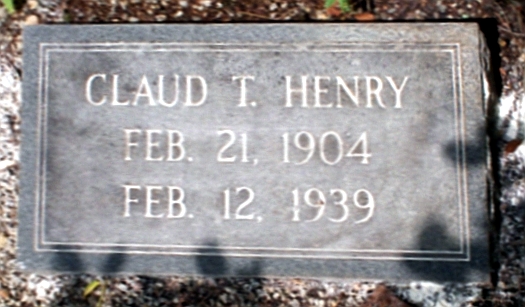 CLAUD T. HENRY
FEB. 21, 1904
FEB. 12, 1939